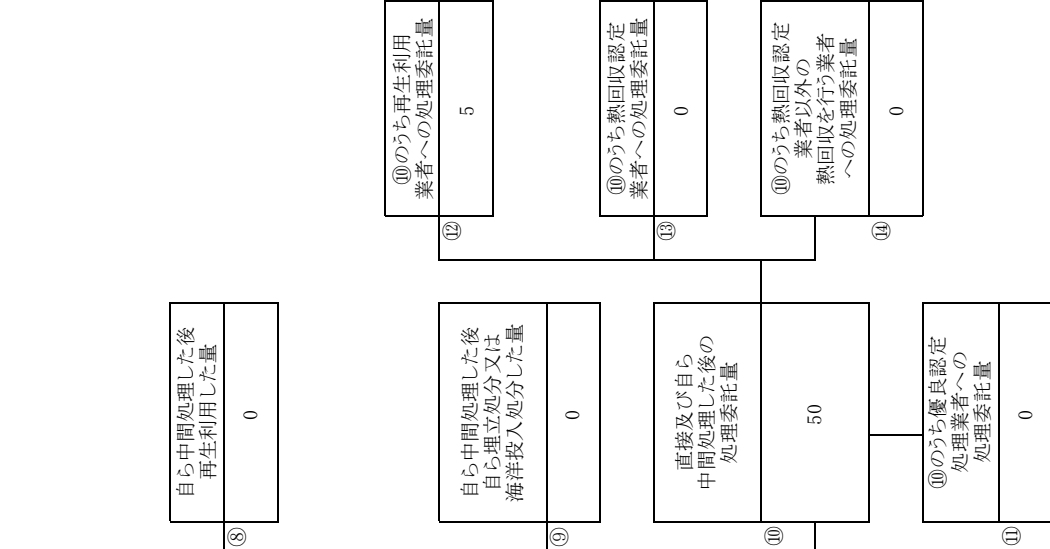 ⑧
自ら中間処理した後
再生利用した量
0
⑨
自ら中間処理した後
自ら埋立処分又は
海洋投入処分した量
0
⑩
直接及び自ら
中間処理した後の
処理委託量
50
⑪
⑩のうち優良認定
処理業者への
処理委託量
0
⑫
⑩のうち再生利用
業者への処理委託量
5
⑬
⑩のうち熱回収認定
業者への処理委託量
0
⑭
⑩のうち熱回収認定
業者以外の
熱回収を行う業者
への処理委託量
0